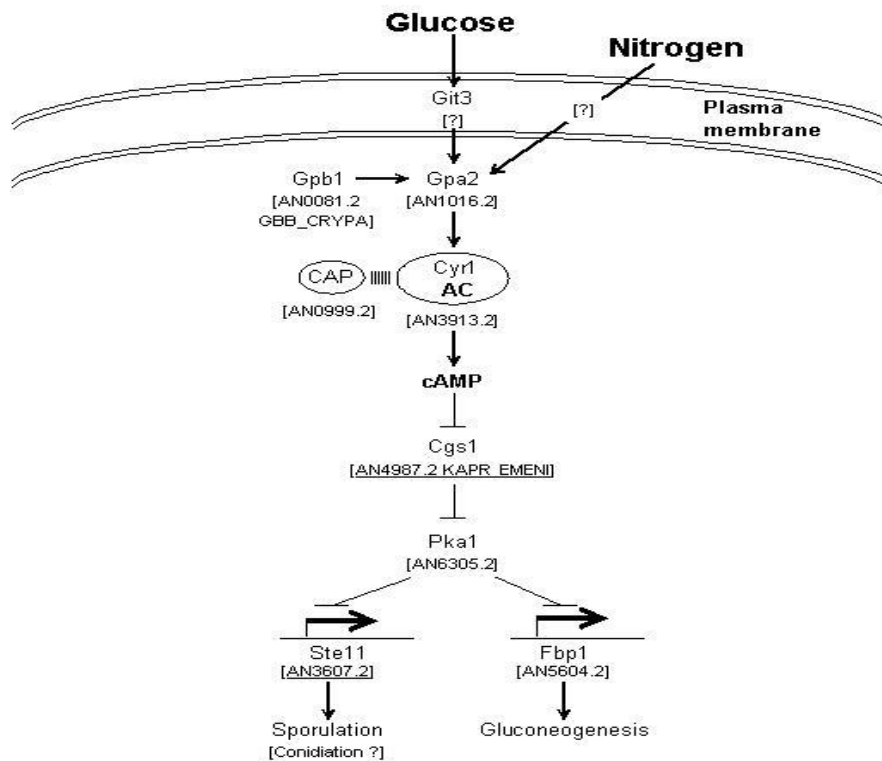 Glucose
Nitrogen
Git3
[?]
[?]
Plasma
membrane
Gpb1
Gpa2
[AN0081.2
GBB_CRYPA]
[AN1016.2]
CAP
Cyr1
AC
[AN0999.2]
[AN3913.2]
cAMP
Cgs1
[AN4987.2 KAPR_EMENI]
Pka1
[AN6305.2]
Ste11
Fbp1
[AN3607.2]
[AN5604.2]
Sporulation
Gluconeogenesis
[Conidiation ?]